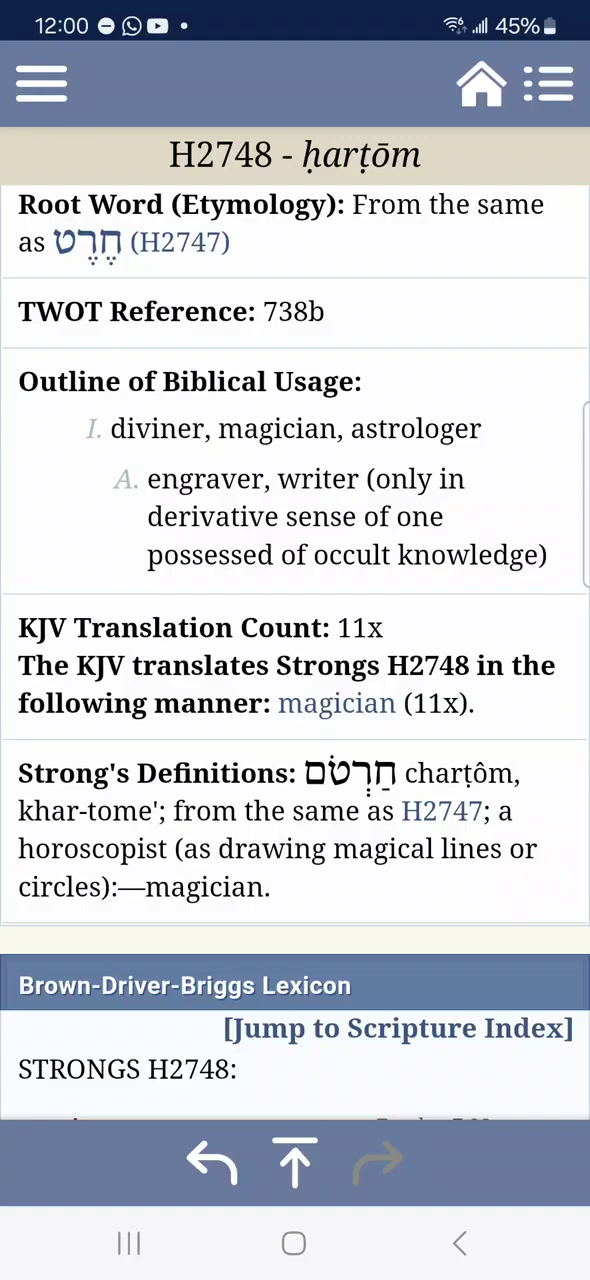 12:00 45%
H2748 - ḥarṭōm
Root Word (Etymology): From the same
as חֶרֶט (H2747)
TWOT Reference: 738b
Outline of Biblical Usage:
I. diviner, magician, astrologer
A. engraver, writer (only in
derivative sense of one
possessed of occult knowledge)
KJV Translation Count: 11x
The KJV translates Strongs H2748 in the
following manner: magician (11x).
Strong's Definitions: חַרְטֹם charṭôm,
khar-tome'; from the same as H2747; a
horoscopist (as drawing magical lines or
circles):—magician.
Brown-Driver-Briggs Lexicon
[Jump to Scripture Index]
STRONGS H2748: